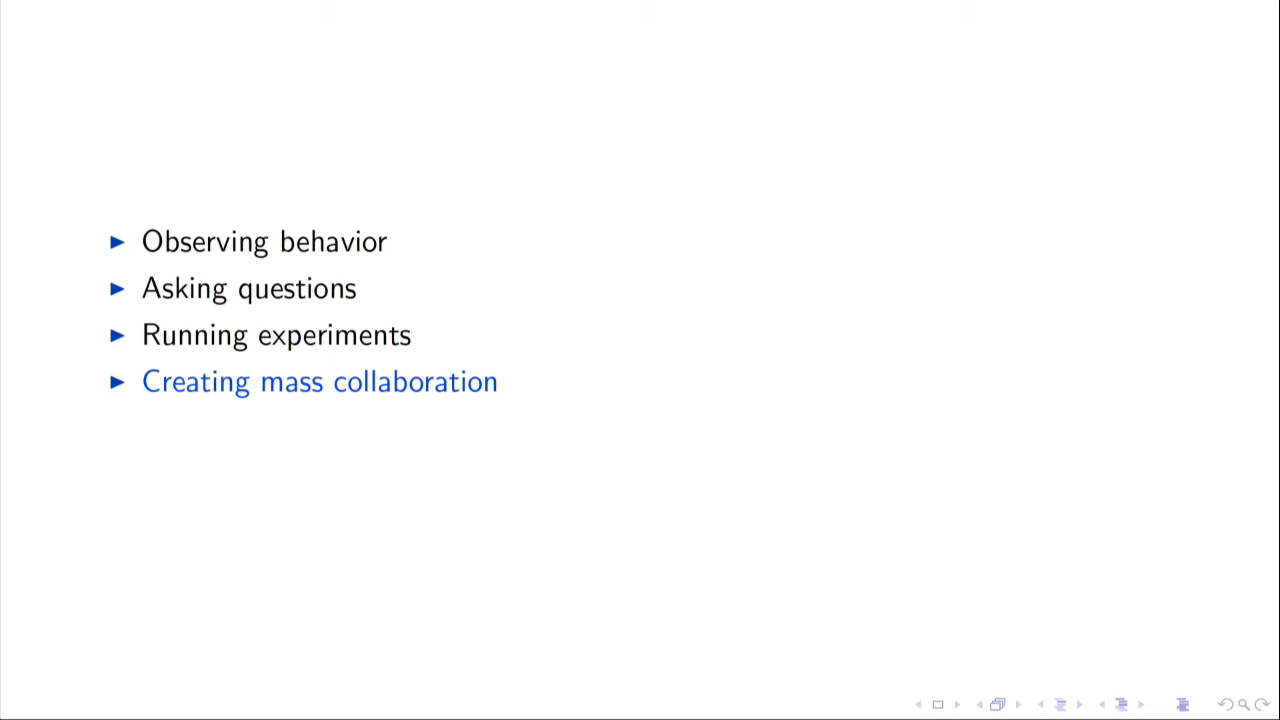 Observing behavior
Asking questions
Running experiments
Creating mass collaboration